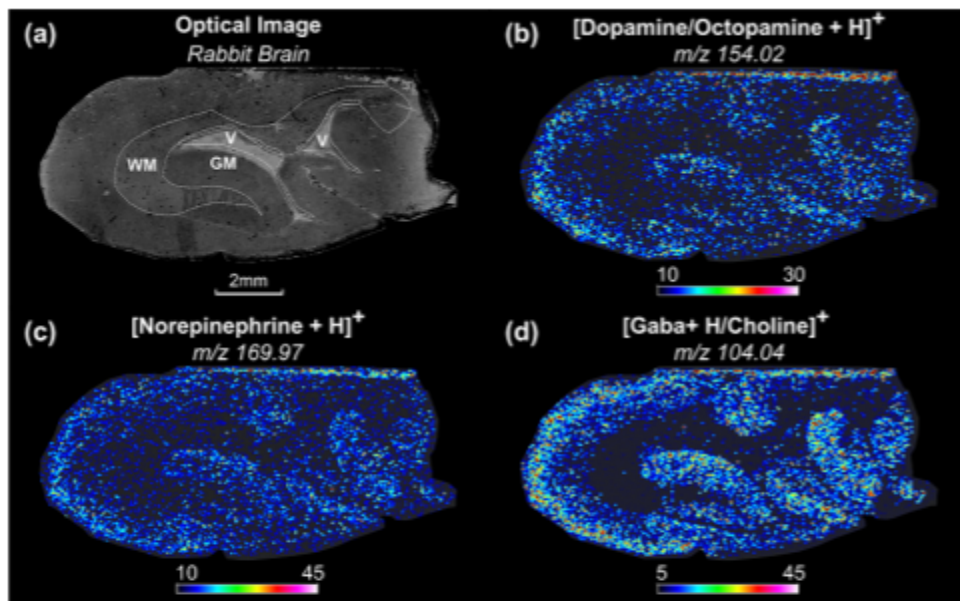 (a) Optical Image
Rabbit Brain
WM
V
GM
V
2mm
(b) [Dopamine/Octopamine + H]⁺
m/z 154.02
10 30
(c) [Norepinephrine + H]⁺
m/z 169.97
10 45
(d) [Gaba+ H/Choline]⁺
m/z 104.04
5 45